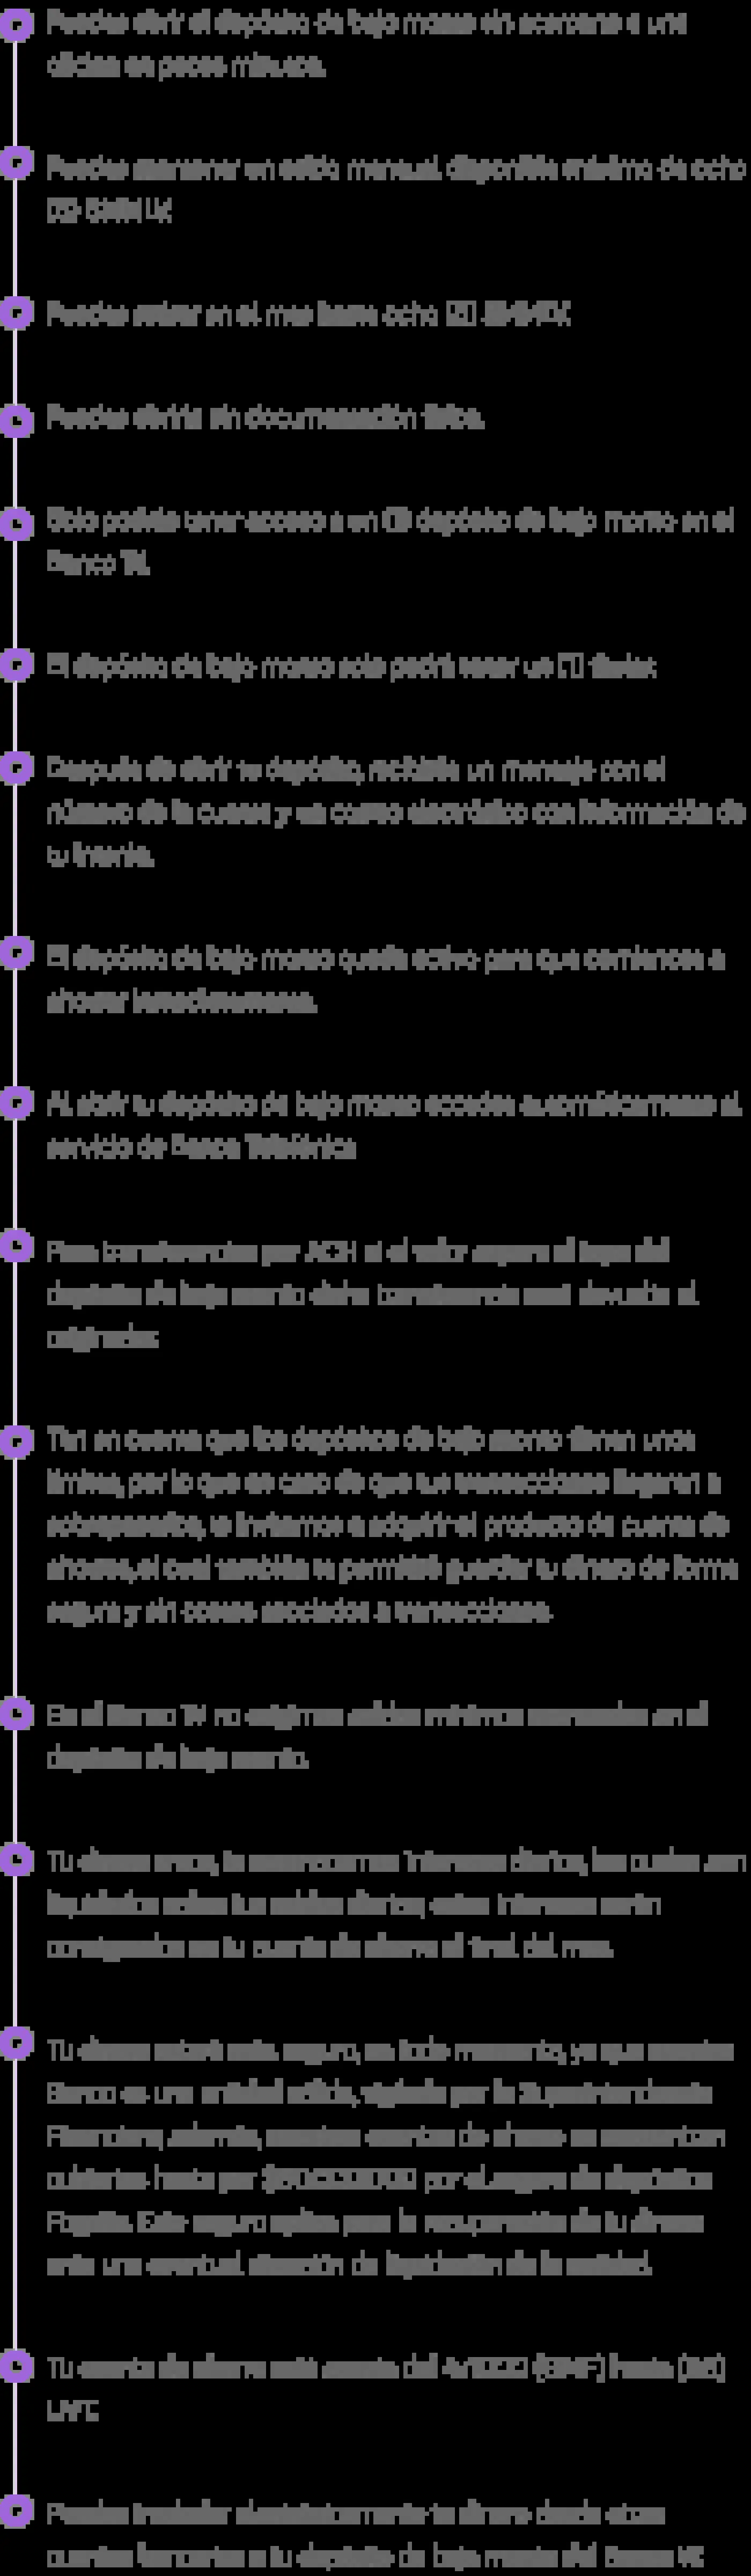 Puedes abrir el depósito de bajo monto sin acercarte a una
oficina en pocos minutos.
Puedes mantener un saldo mensual disponible máximo de ocho
Puedes retirar en el mes hasta ocho (8) SMMLV.
Puedes abrirla sin documentación física.
Solo podrás tener acceso a un (1) depósito de bajo monto en el
Banco W.
El depósito de bajo monto solo podrá tener un (1) titular.
Después de abrir tu depósito, recibirás un mensaje con el
número de la cuenta y un correo electrónico con información de
tu interés.
El depósito de bajo monto queda activo para que comiences a
ahorrar inmediatamente.
Al abrir tu depósito de bajo monto accedes automáticamente al
servicio de Banca Telefónica
Para transferencias por ACH si el valor supera el tope del
depósito de bajo monto dicha transferencia será devuelta al
originador.
Ten en cuenta que los depósitos de bajo monto tienen unos
límites, por lo que en caso de que tus transacciones llegaren a
sobrepasarlos, te invitamos a adquirir el producto de cuenta de
ahorros, el cual también te permitirá guardar tu dinero de forma
segura y sin costos asociados a transacciones.
En el Banco W no exigimos saldos mínimos mensuales en el
depósito de bajo monto.
Tu dinero crece, te reconocemos intereses diarios, los cuales son
liquidados sobre tus saldos diarios; estos intereses serán
consignados en tu cuenta de ahorro al final del mes.
Tu dinero estará más seguro, en todo momento, ya que nuestro
Banco es una entidad sólida, vigilada por la Superintendencia
Financiera; además, nuestras cuentas de ahorro se encuentran
cubiertas hasta por por el seguro de depósitos
Fogafín. Este seguro aplica para la recuperación de tu dinero
ante una eventual situación de liquidación de la entidad.
Tu cuenta de ahorro está exenta del 4x1000 (GMF) hasta
UVT.
Puedes trasladar electrónicamente tu dinero desde otras
cuentas bancarias a tu depósito de bajo monto del Banco W.